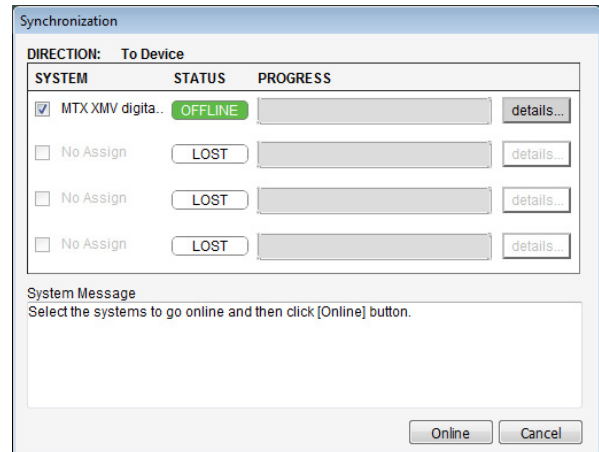 Synchronization
DIRECTION: To Device
SYSTEM STATUS PROGRESS
MTX XMV digita.. OFFLINE details...
No Assign LOST details...
No Assign LOST details...
No Assign LOST details...
System Message
Select the systems to go online and then click [Online] button.
Online Cancel